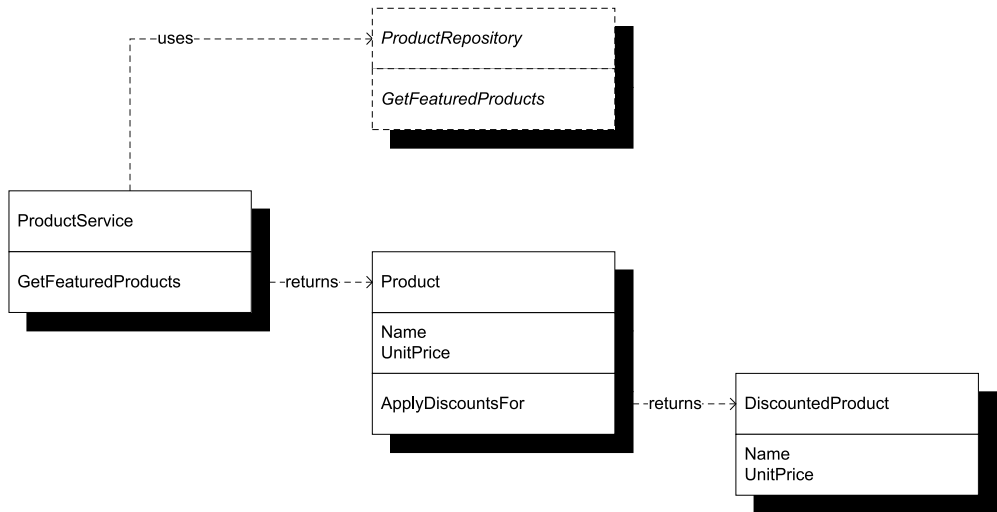 uses
ProductRepository
GetFeaturedProducts
ProductService
GetFeaturedProducts
returns
Product
Name
UnitPrice
ApplyDiscountsFor
returns
DiscountedProduct
Name
UnitPrice